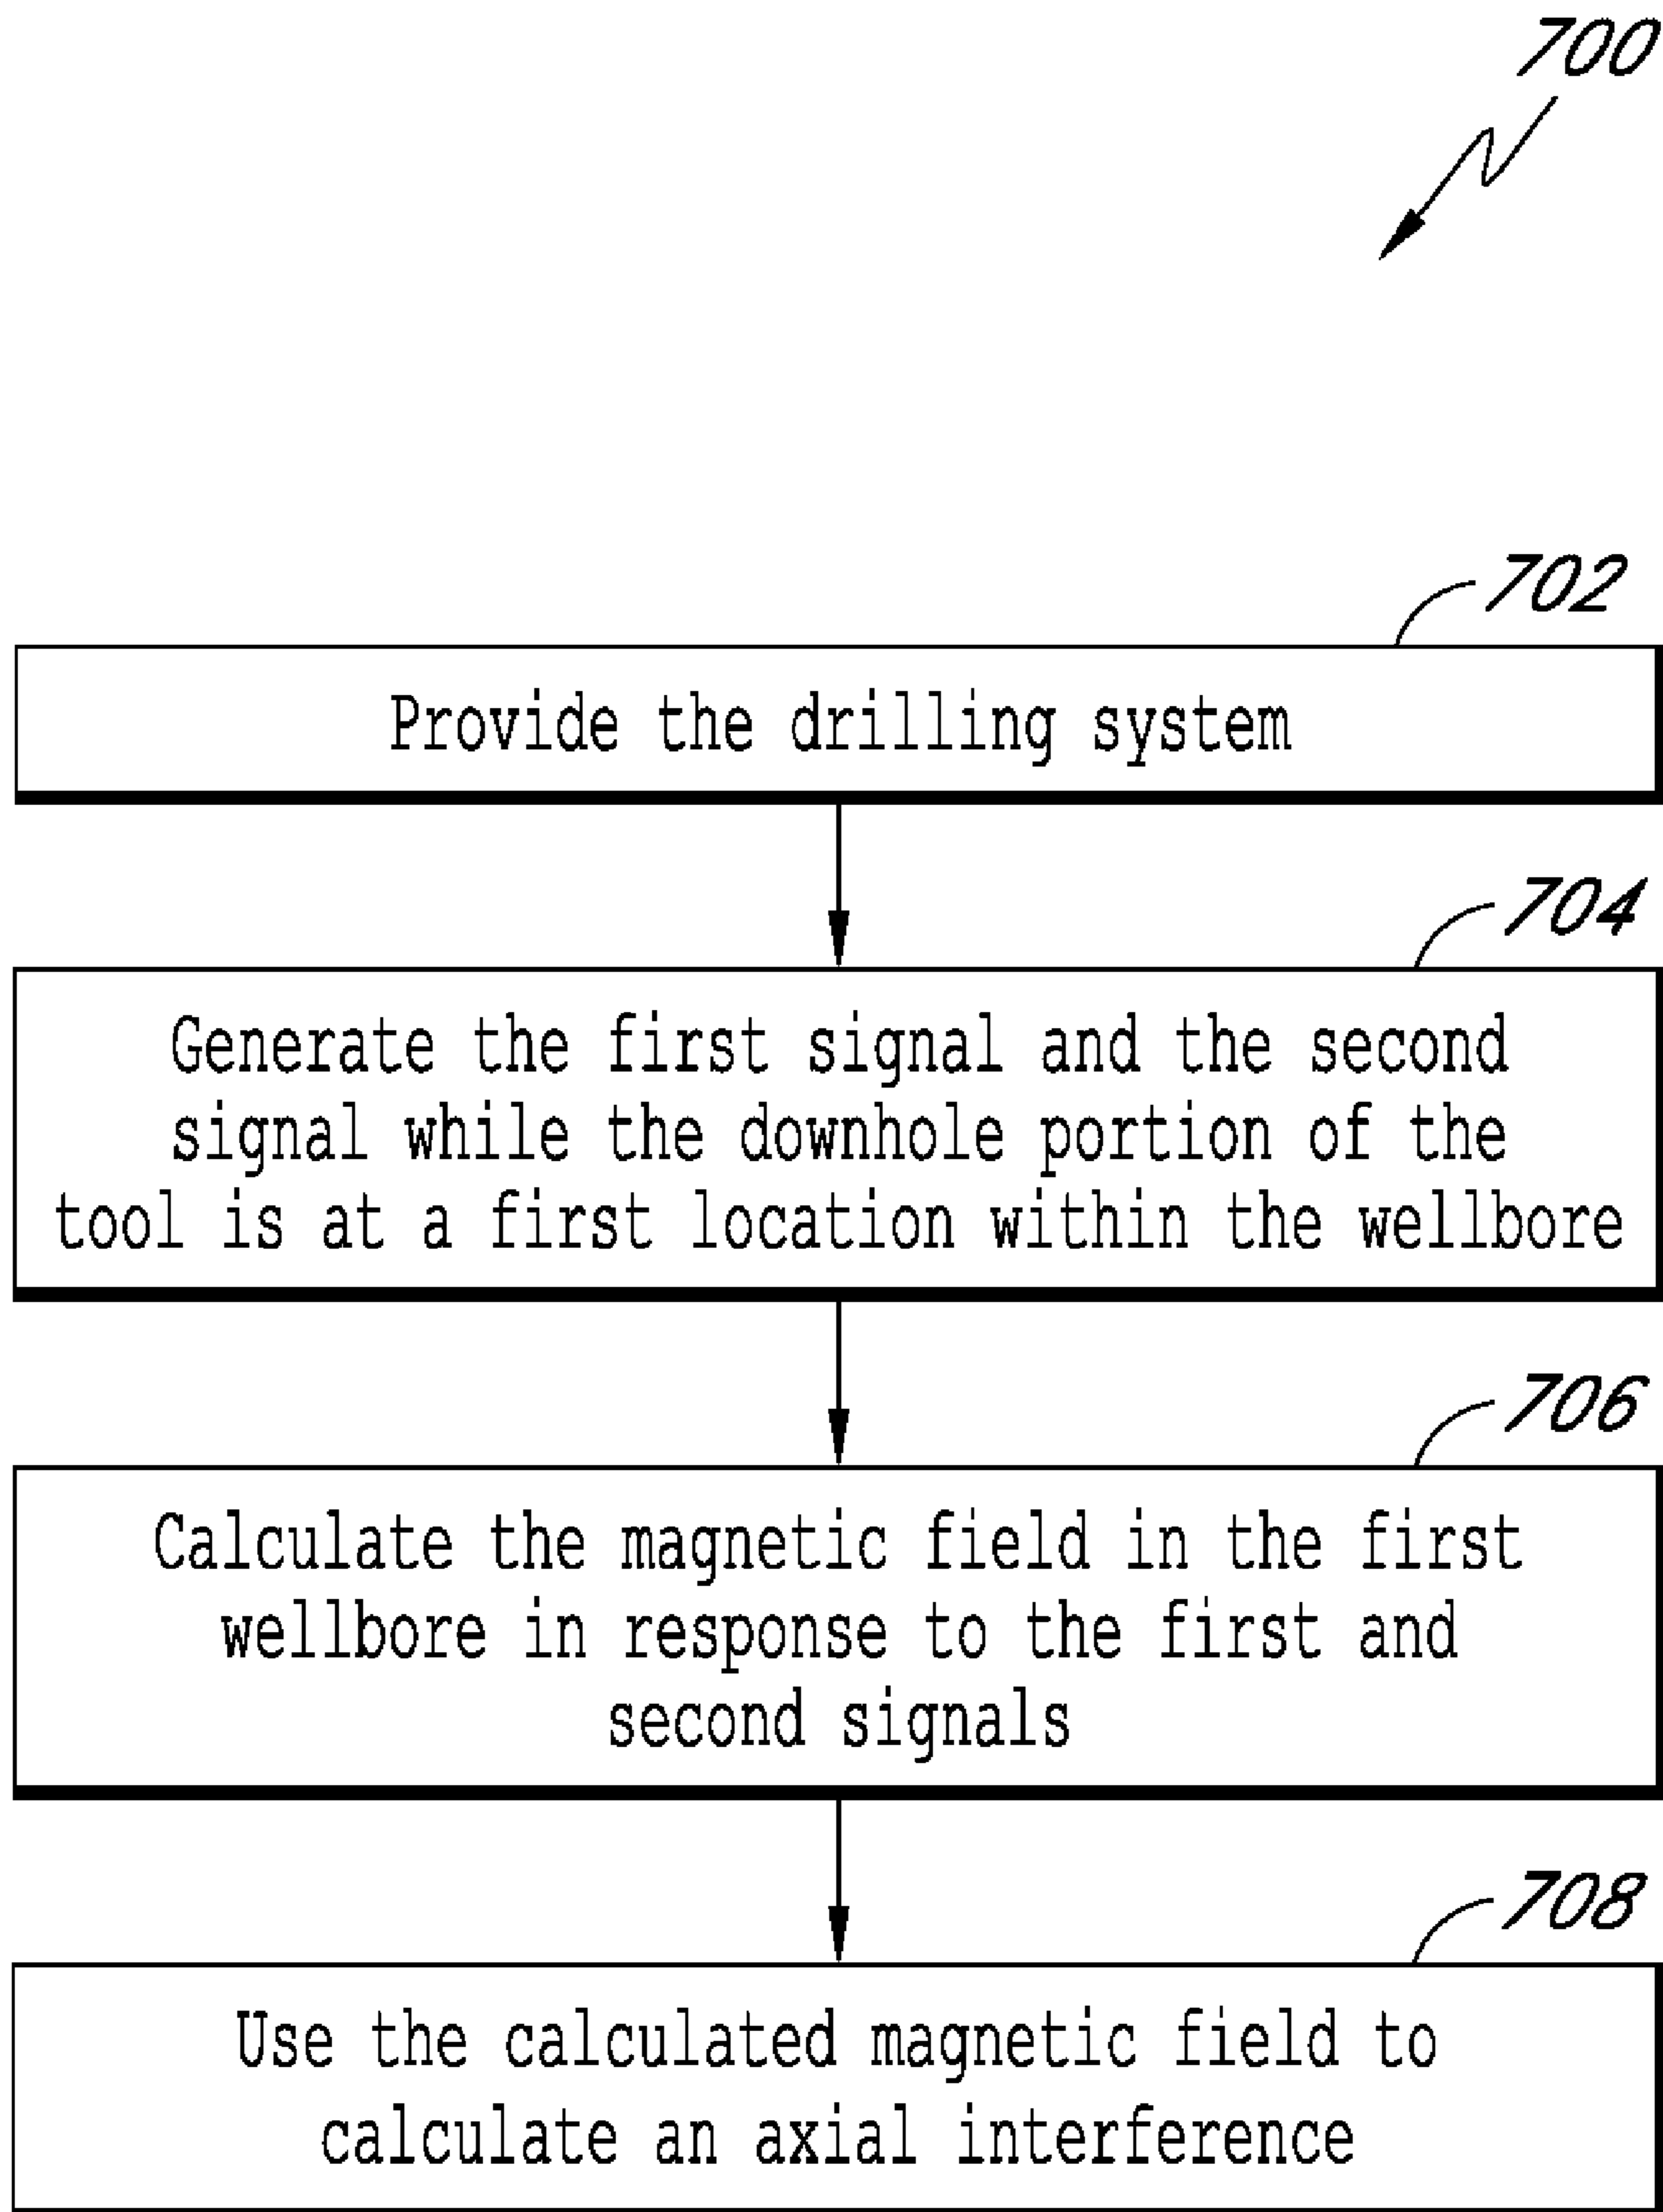 700
702
Provide the drilling system
704
Generate the first signal and the second
signal while the downhole portion of the
tool is at a first location within the wellbore
706
Calculate the magnetic field in the first
wellbore in response to the first and
second signals
708
Use the calculated magnetic field to
calculate an axial interference